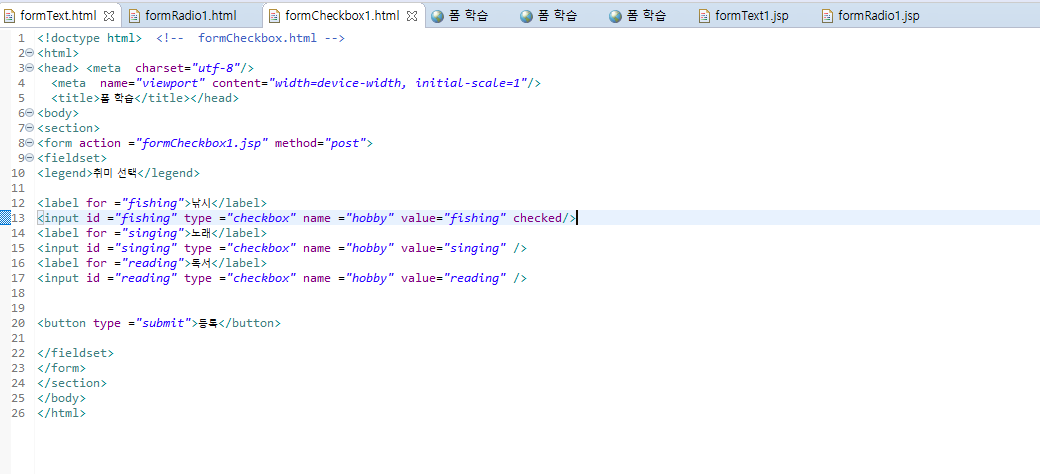 formText.html formRadio1.html formCheckbox1.html 폼 학습 폼 학습 폼 학습 formText1.jsp formRadio1.jsp
1 <!doctype html> <!-- formCheckbox.html -->
2 <html>
3 <head> <meta charset="utf-8"/>
4 <meta name="viewport" content="width=device-width, initial-scale=1"/>
5 <title>폼 학습</title></head>
6 <body>
7 <section>
8 <form action ="formCheckbox1.jsp" method="post">
9 <fieldset>
10 <legend>취미 선택</legend>
11
12 <label for ="fishing">낚시</label>
13 <input id ="fishing" type ="checkbox" name ="hobby" value="fishing" checked/>
14 <label for ="singing">노래</label>
15 <input id ="singing" type ="checkbox" name ="hobby" value="singing" />
16 <label for ="reading">독서</label>
17 <input id ="reading" type ="checkbox" name ="hobby" value="reading" />
18
19
20 <button type ="submit">등록</button>
21
22 </fieldset>
23 </form>
24 </section>
25 </body>
26 </html>